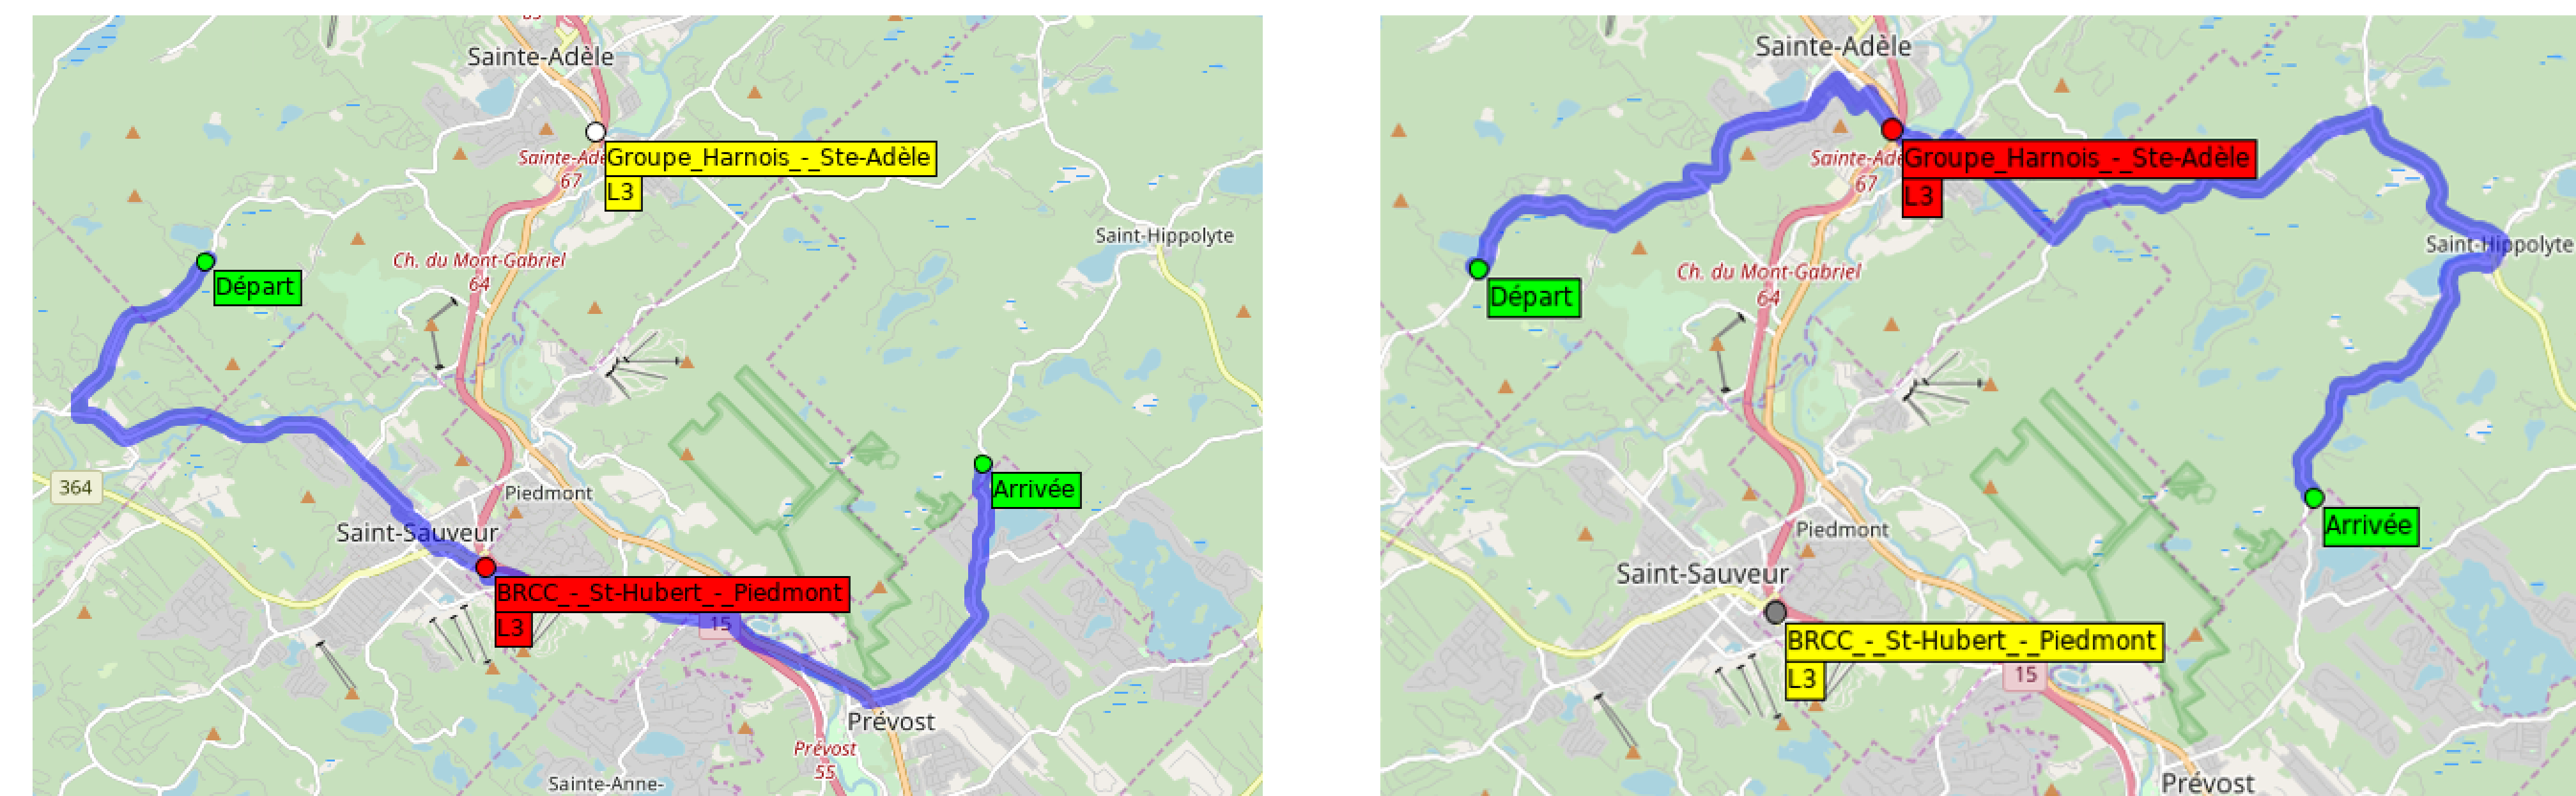 85
Sainte-Adèle
Sainte-Adè
67
Groupe_Harnois_-_Ste-Adèle
L3
Saint-Hippolyte
Ch. du Mont-Gabriel
64
Départ
364
Piedmont
Arrivée
Saint-Sauveur
BRCC_-_St-Hubert_-_Piedmont
L3
15
Prévost
Prévost
55
Sainte-Anne-
Sainte-Adèle
Sainte-Adè
67
Groupe_Harnois_-_Ste-Adèle
L3
Saint-Hippolyte
Ch. du Mont-Gabriel
64
Départ
Piedmont
Arrivée
Saint-Sauveur
BRCC_-_St-Hubert_-_Piedmont
L3
15
Prévost